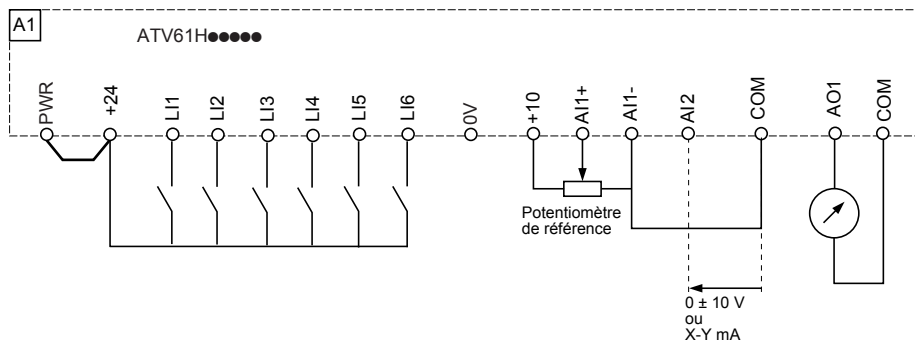 A1
ATV61H●●●●●
PWR
+24
LI1
LI2
LI3
LI4
LI5
LI6
0V
+10
AI1+
AI1-
AI2
COM
AO1
COM
Potentiomètre
de référence
0 ± 10 V
ou
X-Y mA